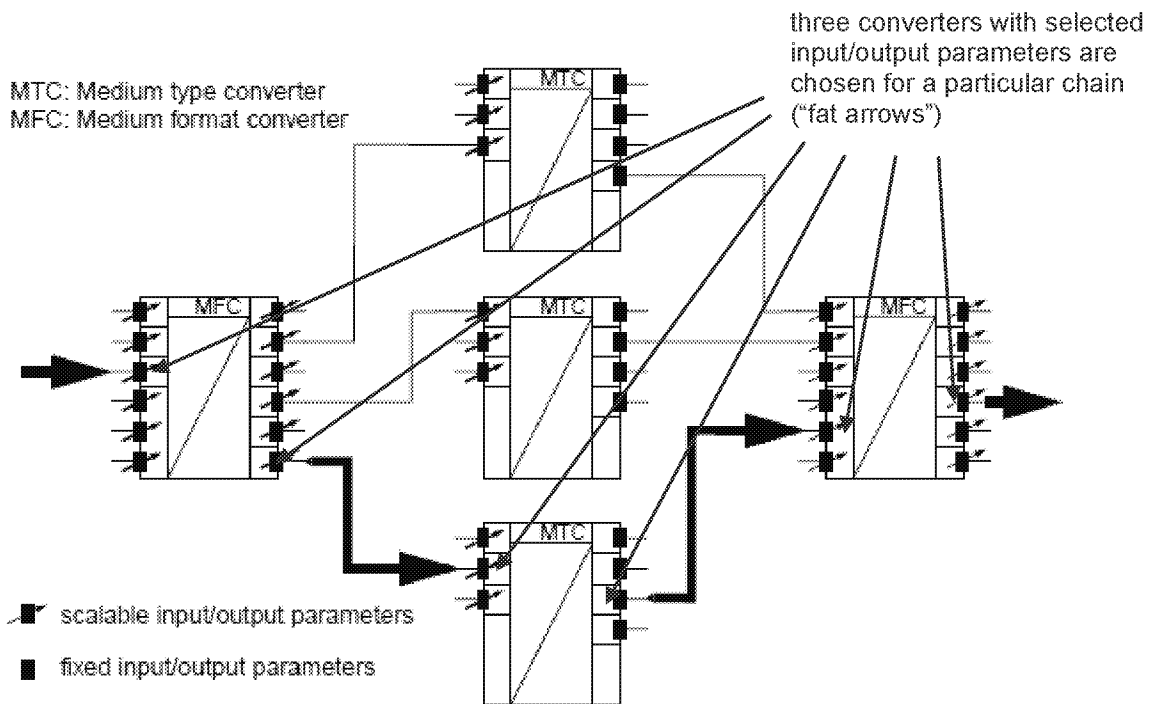 three converters with selected
input/output parameters are
chosen for a particular chain
("fat arrows")
MTC: Medium type converter
MFC: Medium format converter
MTC
MFC
MTC
MFC
MTC
scalable input/output parameters
fixed input/output parameters